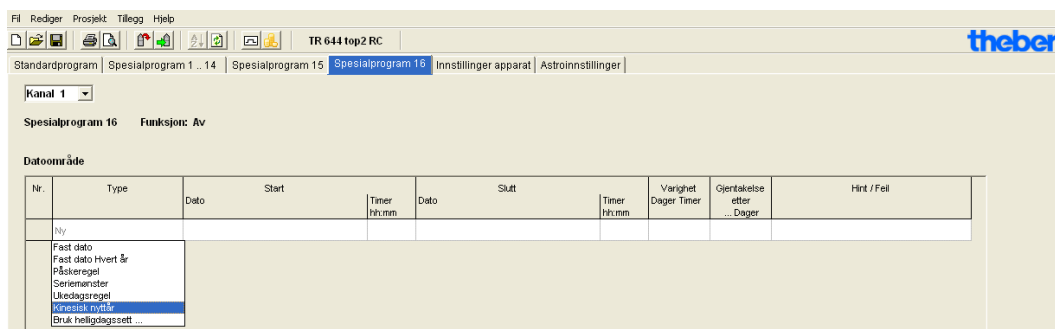 Fil Rediger Prosjekt Tillegg Hjelp
TR 644 top2 RC
theben
Standardprogram Spesialprogram 1 .. 14 Spesialprogram 15 Spesialprogram 16 Innstillinger apparat Astroinnstillinger
Kanal 1
Spesialprogram 16 Funksjon: Av
Datoområde
Nr. Type Start Slutt Varighet Gjentakelse Hint / Feil
Dato Timer Dato Timer Dager Timer etter
hh:mm hh:mm ... Dager
Ny
Fast dato
Fast dato Hvert år
Påskeregel
Seriemønster
Ukedagsregel
Kinesisk nyttår
Bruk helligdagssett ...